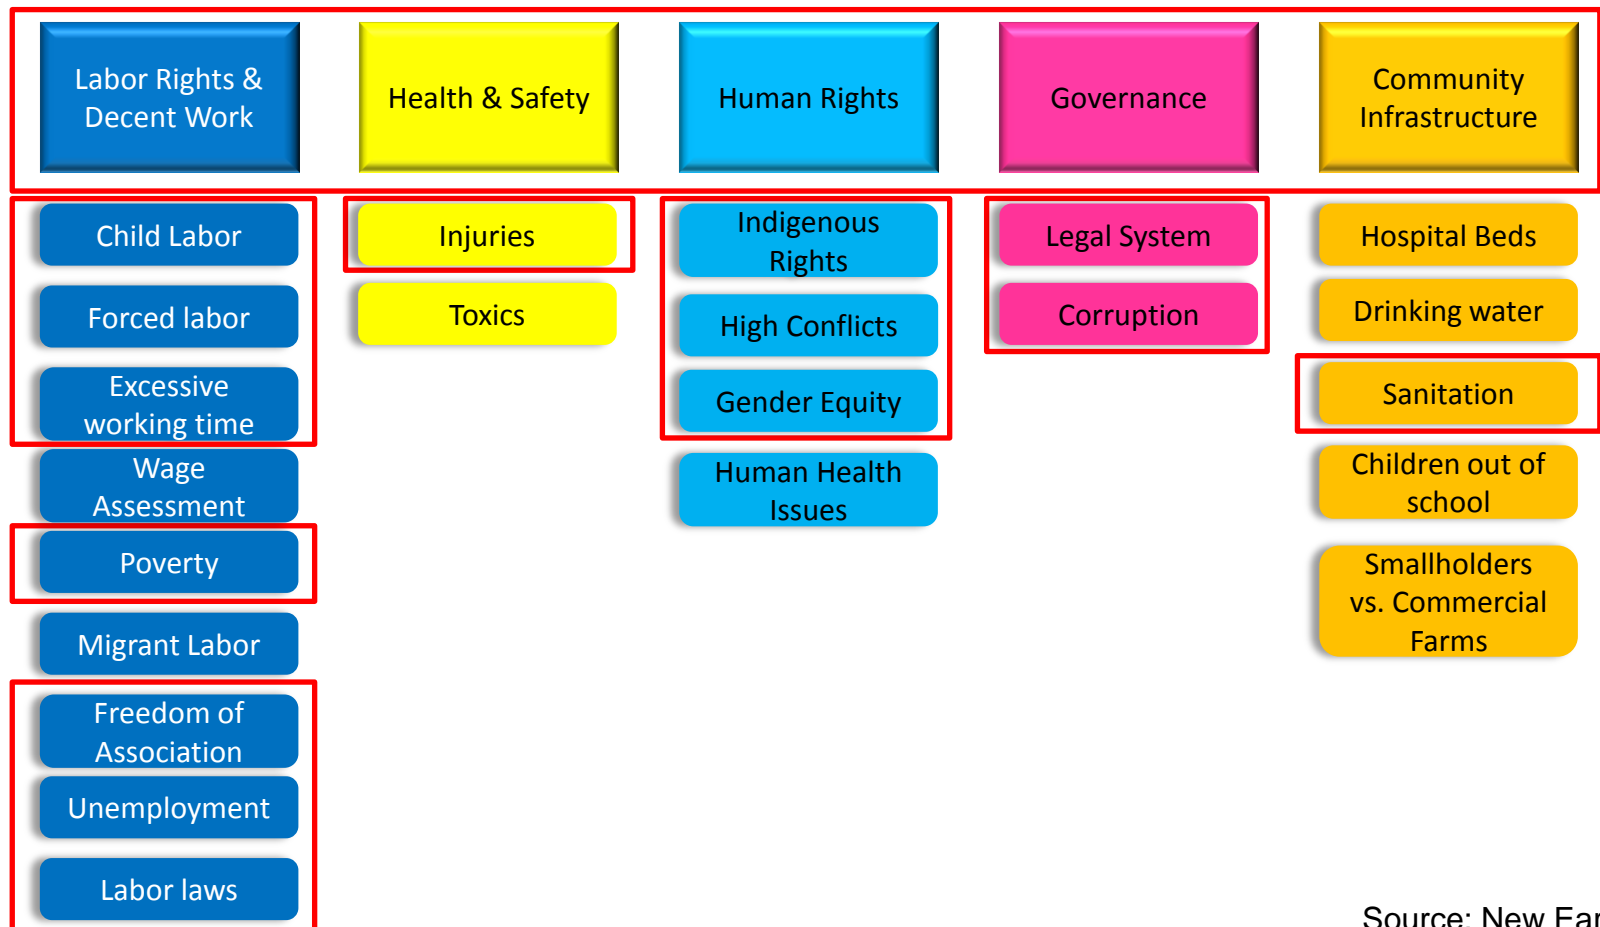 Labor Rights &
Decent Work
Health & Safety
Human Rights
Governance
Community
Infrastructure
Child Labor
Forced labor
Excessive
working time
Wage
Assessment
Poverty
Migrant Labor
Freedom of
Association
Unemployment
Labor laws
Injuries
Toxics
Indigenous
Rights
High Conflicts
Gender Equity
Human Health
Issues
Legal System
Corruption
Hospital Beds
Drinking water
Sanitation
Children out of
school
Smallholders
vs. Commercial
Farms
Source: New